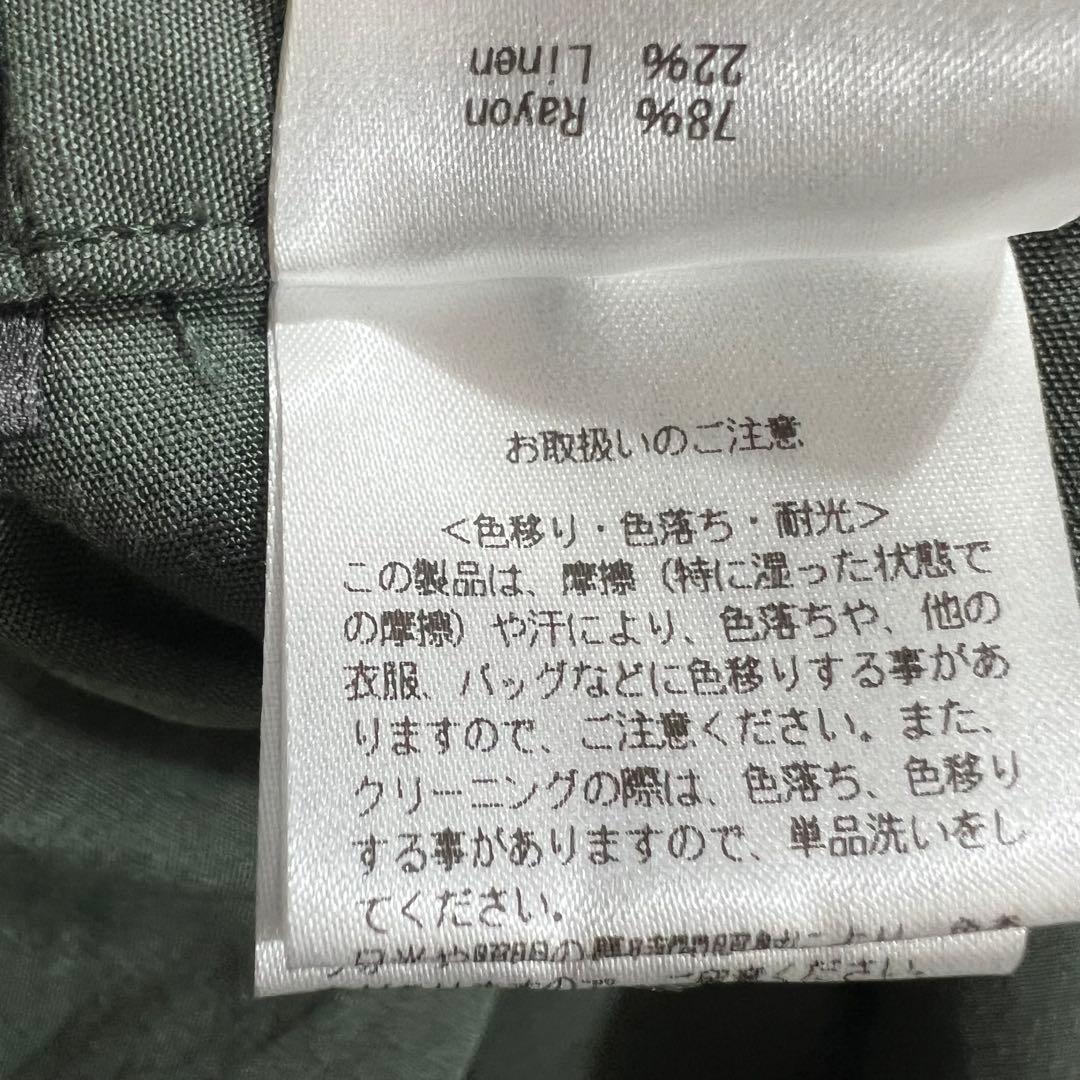 78% Rayon
22% Linen
お取扱いのご注意
＜色移り・色落ち・耐光＞
この製品は、摩擦（特に湿った状態で
の摩擦）や汗により、色落ちや、他の
衣服、バッグなどに色移りする事があ
りますので、ご注意ください。また、
クリーニングの際は、色落ち、色移り
する事がありますので、単品洗いをし
てください。
ください。